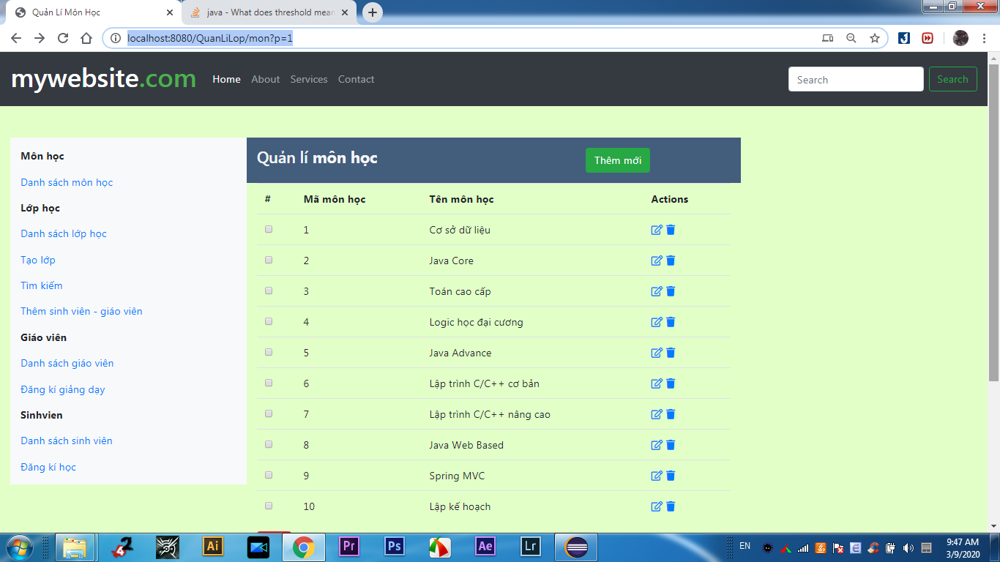 Quản Lí Môn Học
java - What does threshold mean
localhost:8080/QuanLiLop/mon?p=1
mywebsite.com Home About Services Contact Search Search
Môn học
Danh sách môn học
Lớp học
Danh sách lớp học
Tạo lớp
Tìm kiếm
Thêm sinh viên - giáo viên
Giáo viên
Danh sách giáo viên
Đăng kí giảng dạy
Sinhvien
Danh sách sinh viên
Đăng kí học
Quản lí môn học Thêm mới
# Mã môn học Tên môn học Actions
1 Cơ sở dữ liệu
2 Java Core
3 Toán cao cấp
4 Logic học đại cương
5 Java Advance
6 Lập trình C/C++ cơ bản
7 Lập trình C/C++ nâng cao
8 Java Web Based
9 Spring MVC
10 Lập kế hoạch
Ai Pr Ps Ae Lr
EN
9:47 AM
3/9/2020